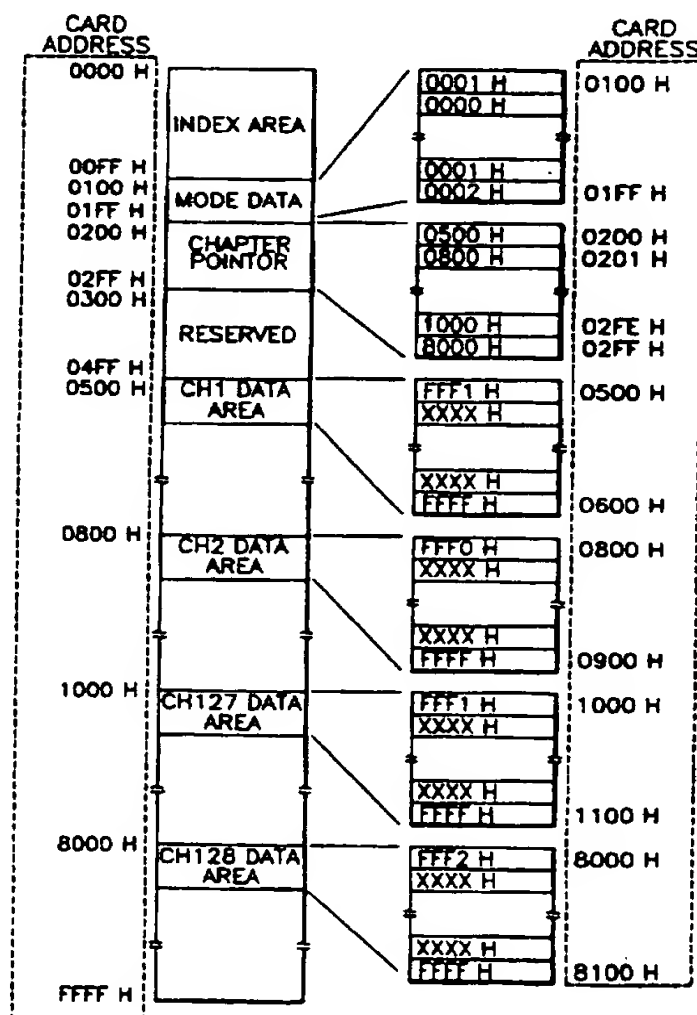 CARD
ADDRESS
0000 H
00FF H
0100 H
01FF H
0200 H
02FF H
0300 H
04FF H
0500 H
0800 H
1000 H
8000 H
FFFF H
INDEX AREA
MODE DATA
CHAPTER
POINTOR
RESERVED
CH1 DATA
AREA
CH2 DATA
AREA
CH127 DATA
AREA
CH128 DATA
AREA
0001 H
0000 H
0001 H
0002 H
0500 H
0800 H
1000 H
8000 H
FFF1 H
XXXX H
XXXX H
FFFF H
FFF0 H
XXXX H
XXXX H
FFFF H
FFF1 H
XXXX H
XXXX H
FFFF H
FFF2 H
XXXX H
XXXX H
FFFF H
CARD
ADDRESS
0100 H
01FF H
0200 H
0201 H
02FE H
02FF H
0500 H
0600 H
0800 H
0900 H
1000 H
1100 H
8000 H
8100 H